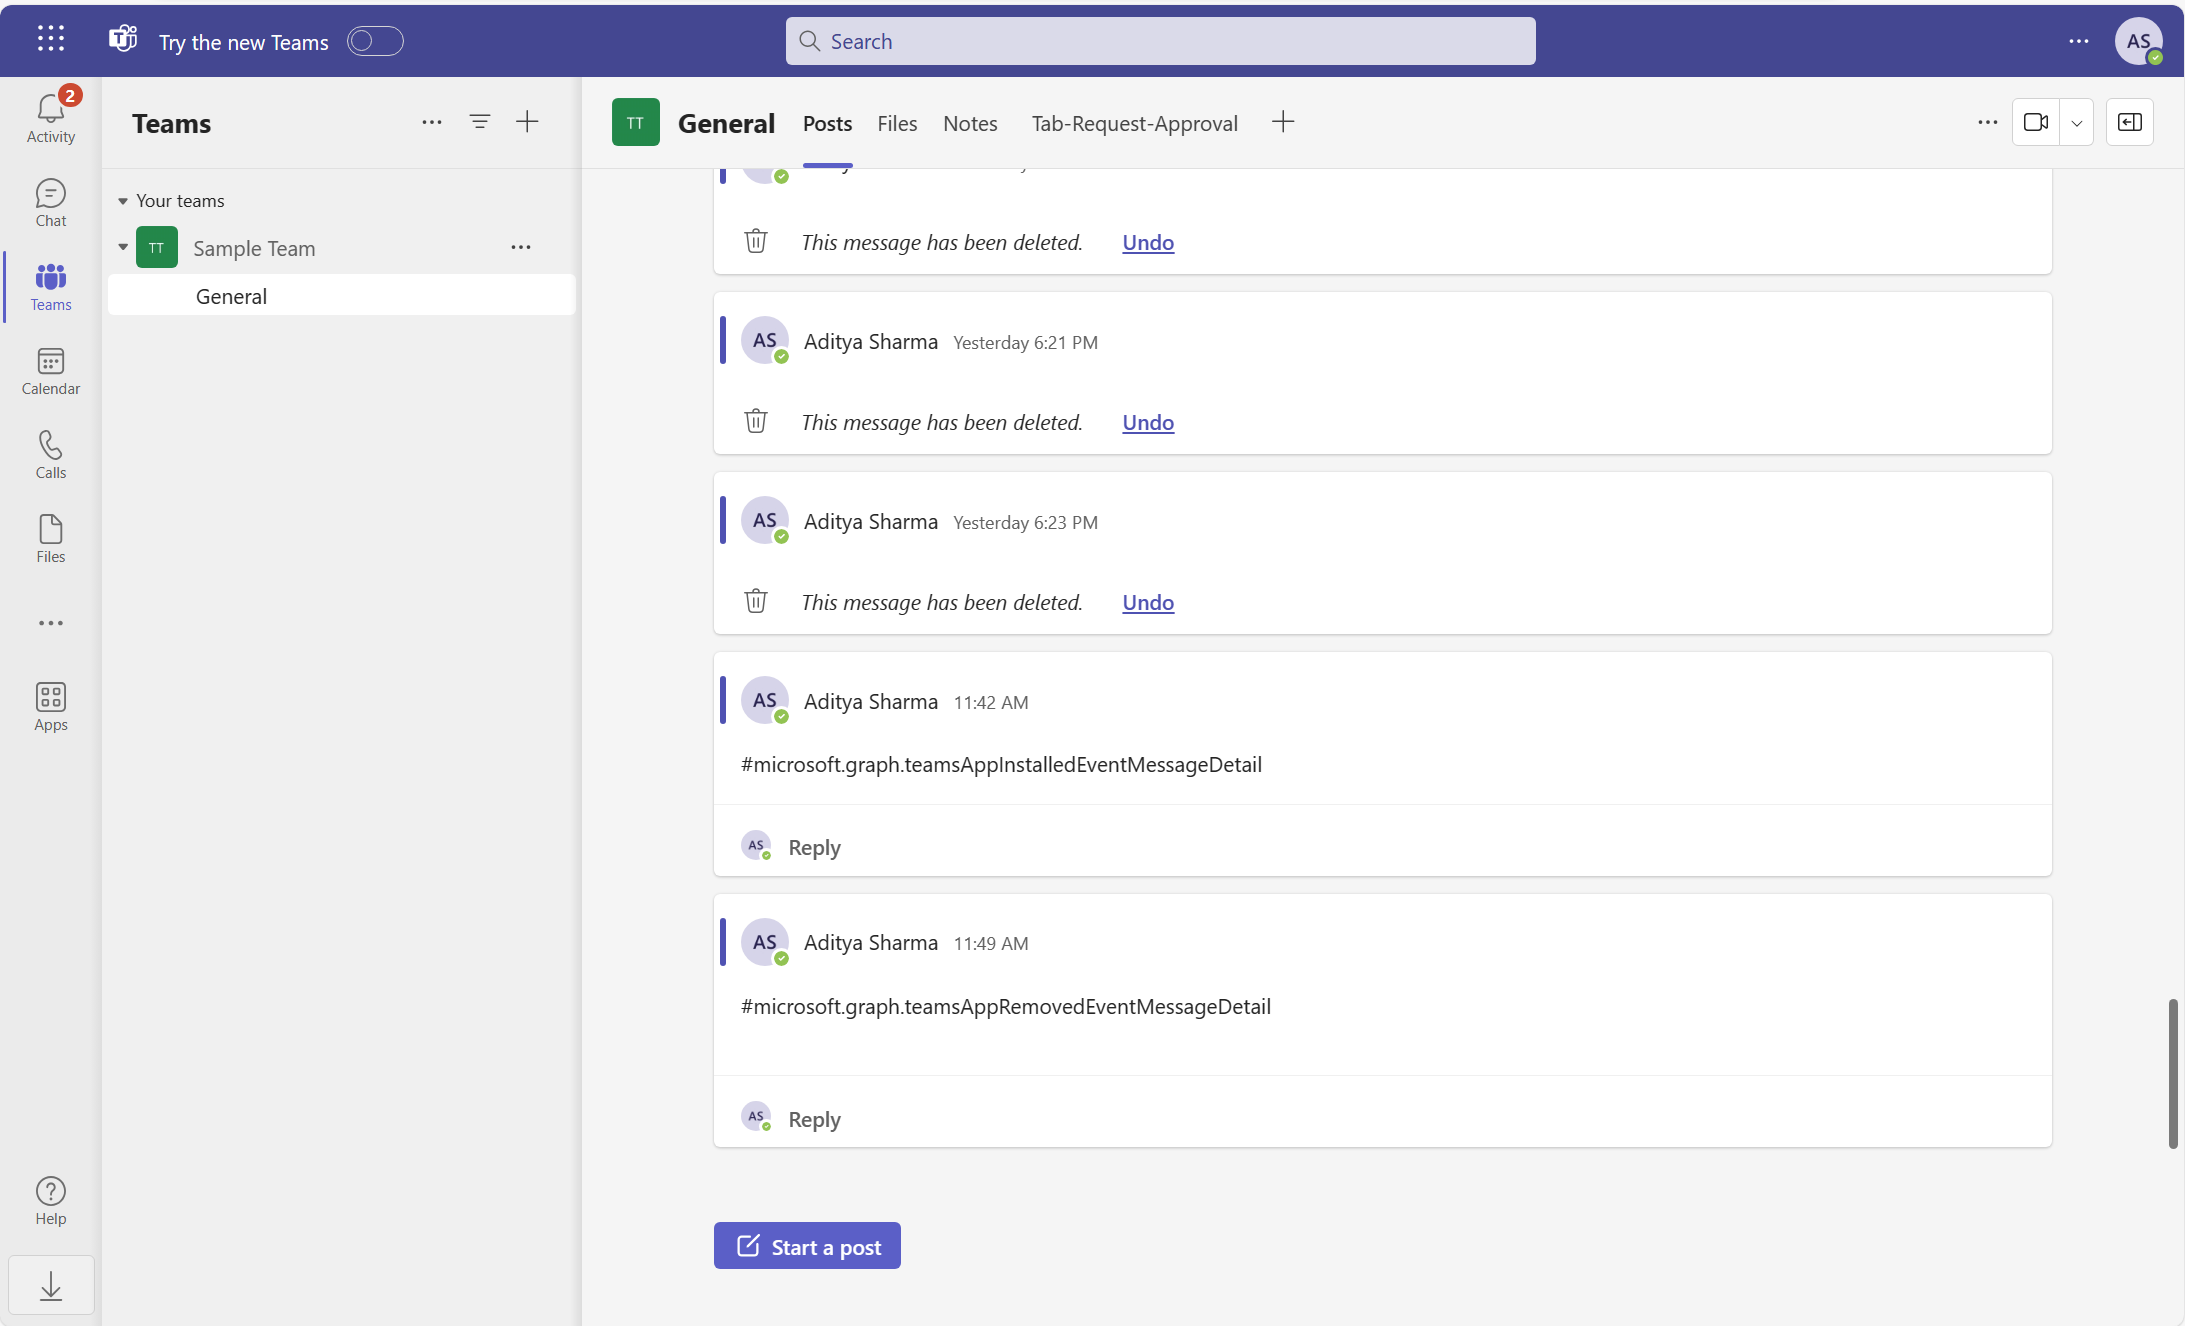 Try the new Teams
Search
AS
2
Activity
Chat
Teams
Calendar
Calls
Files
Apps
Help
Teams
Your teams
TT
Sample Team
General
TT
General
Posts
Files
Notes
Tab-Request-Approval
This message has been deleted. Undo
AS
Aditya Sharma Yesterday 6:21 PM
This message has been deleted. Undo
AS
Aditya Sharma Yesterday 6:23 PM
This message has been deleted. Undo
AS
Aditya Sharma 11:42 AM
#microsoft.graph.teamsAppInstalledEventMessageDetail
AS
Reply
AS
Aditya Sharma 11:49 AM
#microsoft.graph.teamsAppRemovedEventMessageDetail
AS
Reply
Start a post